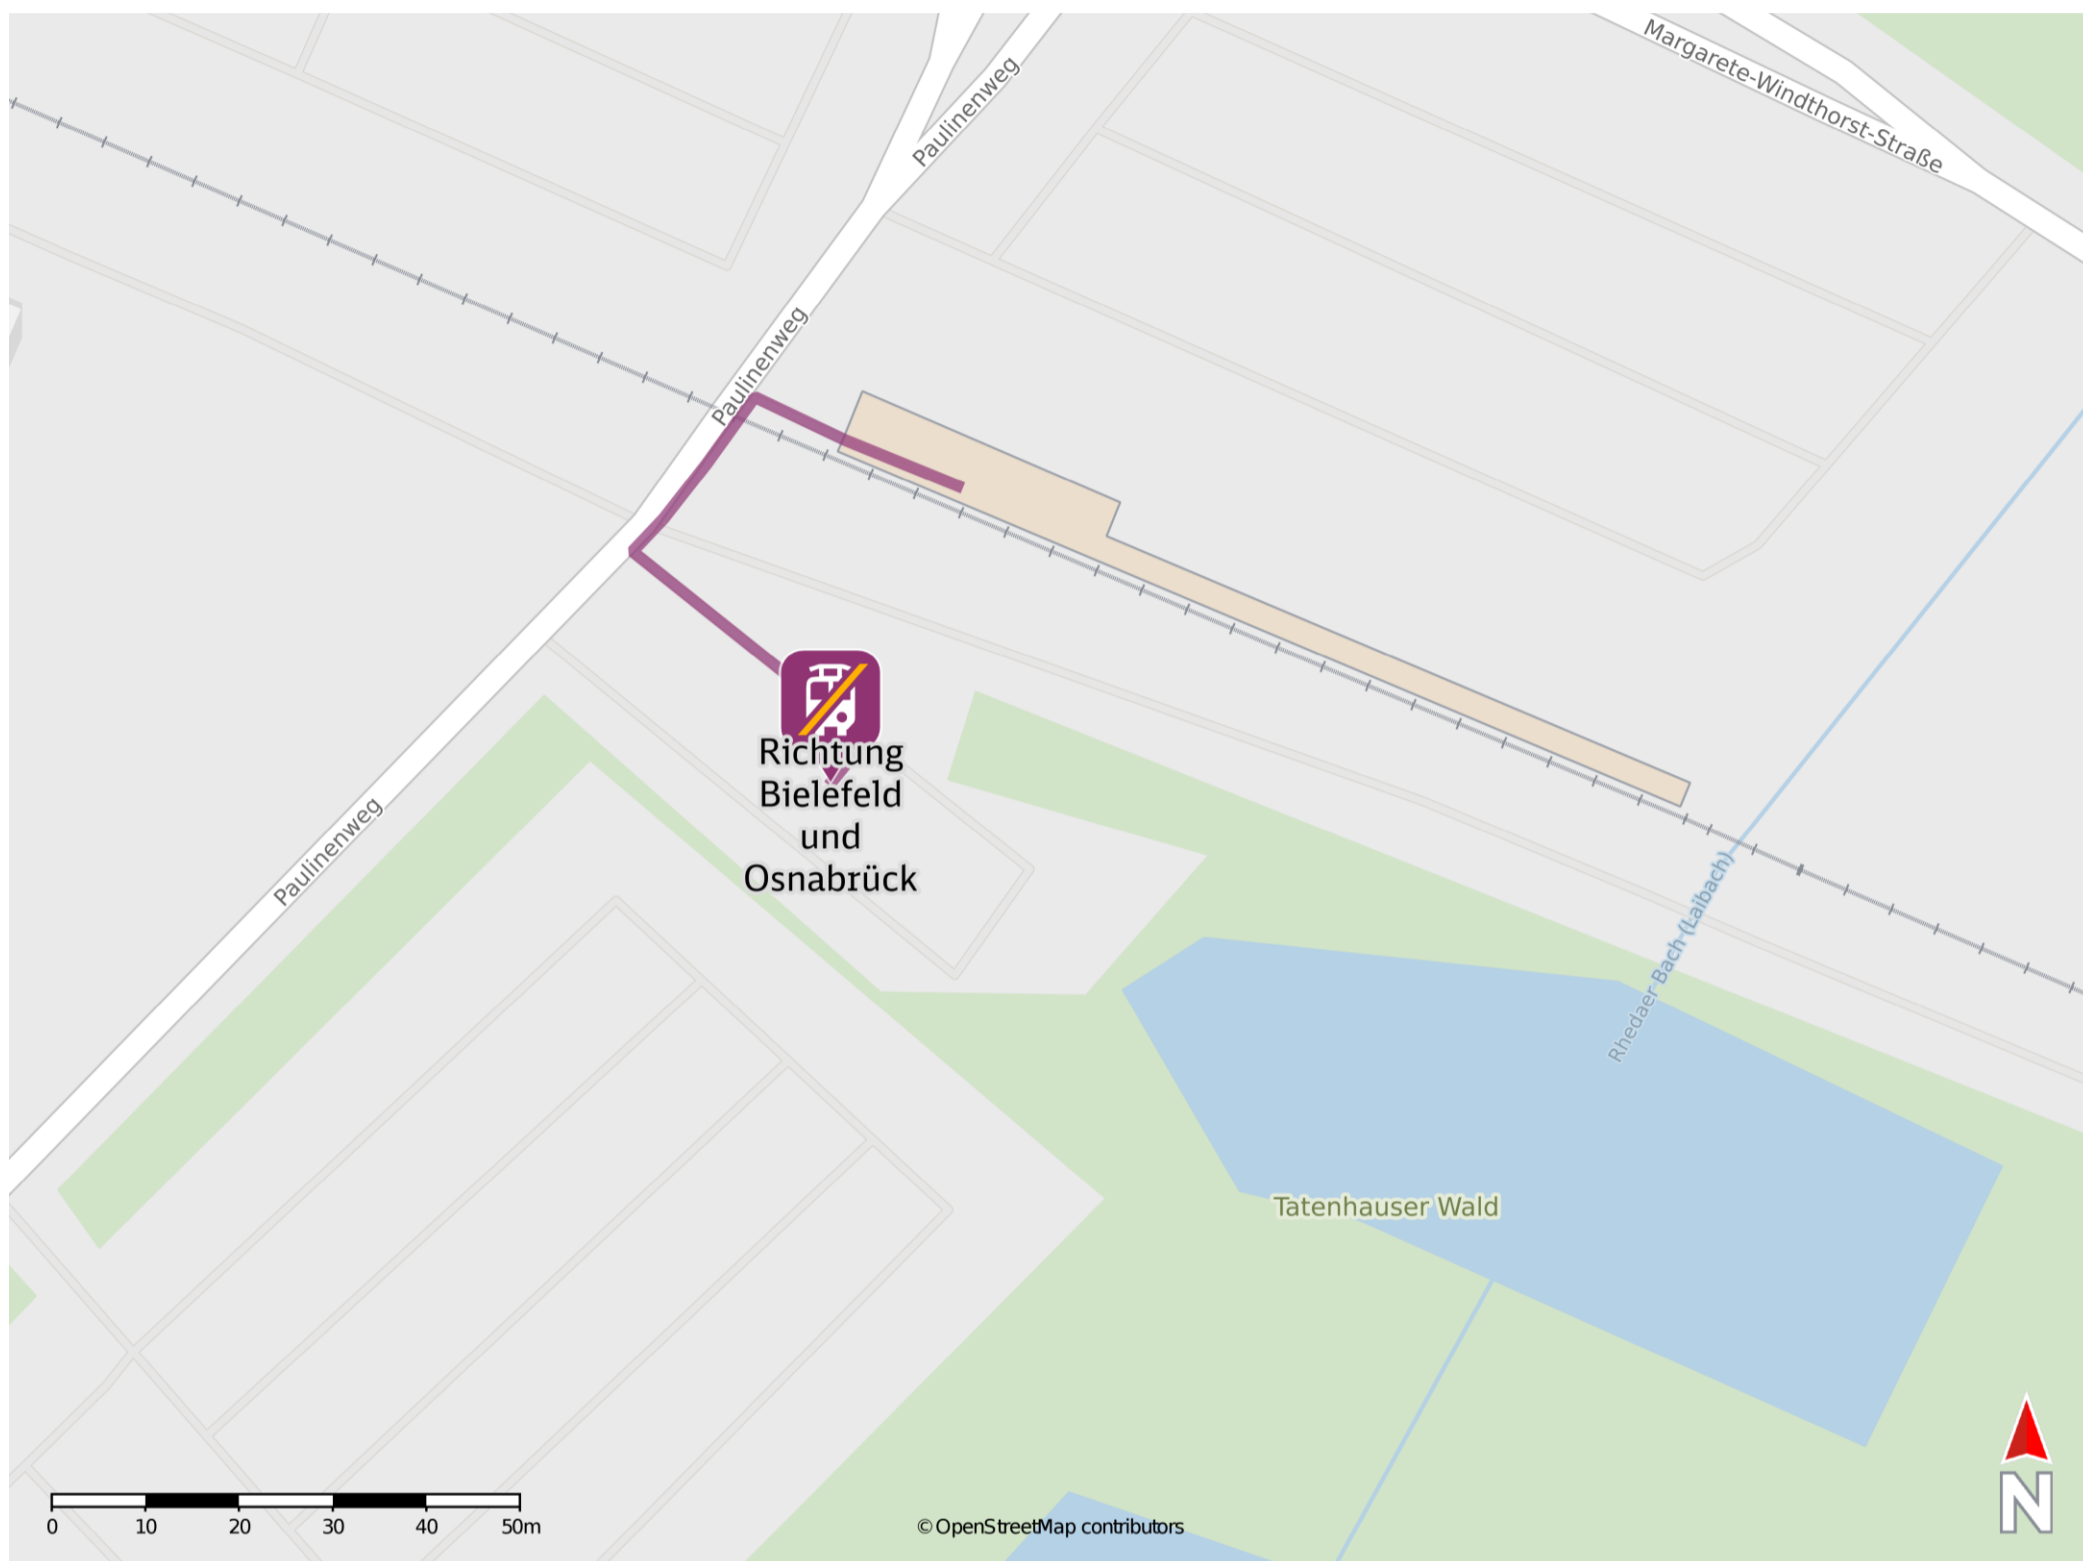 Margarete-Windthorst-Straße
Paulinenweg
Paulinenweg
Richtung
Bielefeld
und
Osnabrück
Paulinenweg
Rhedaer-Bach-(Laibach)
Tatenhauser Wald
0 10 20 30 40 50m
© OpenStreetMap contributors
N